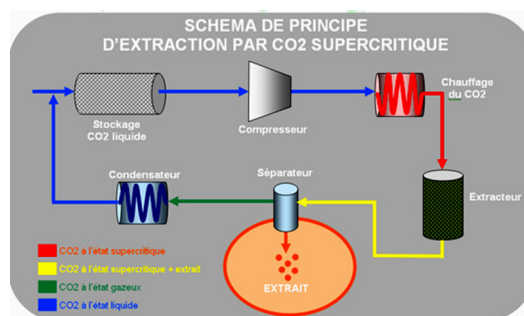 SCHEMA DE PRINCIPE
D'EXTRACTION PAR CO2 SUPERCRITIQUE
Stockage
CO2 liquide
Compresseur
Chauffage
du CO2
Condensateur
Séparateur
Extracteur
EXTRAIT
CO2 à l'état supercritique
CO2 à l'état supercritique + extrait
CO2 à l'état gazeux
CO2 à l'état liquide